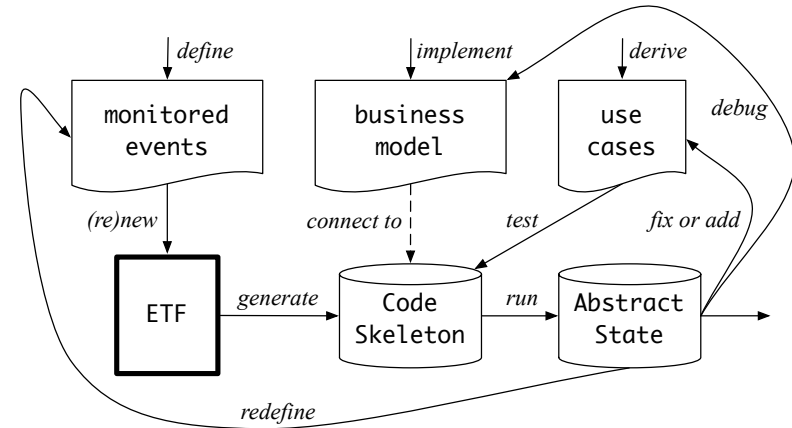 define
implement
derive
monitored
events
business
model
use
cases
debug
(re)new
connect to
test
fix or add
ETF
generate
Code
Skeleton
run
Abstract
State
redefine